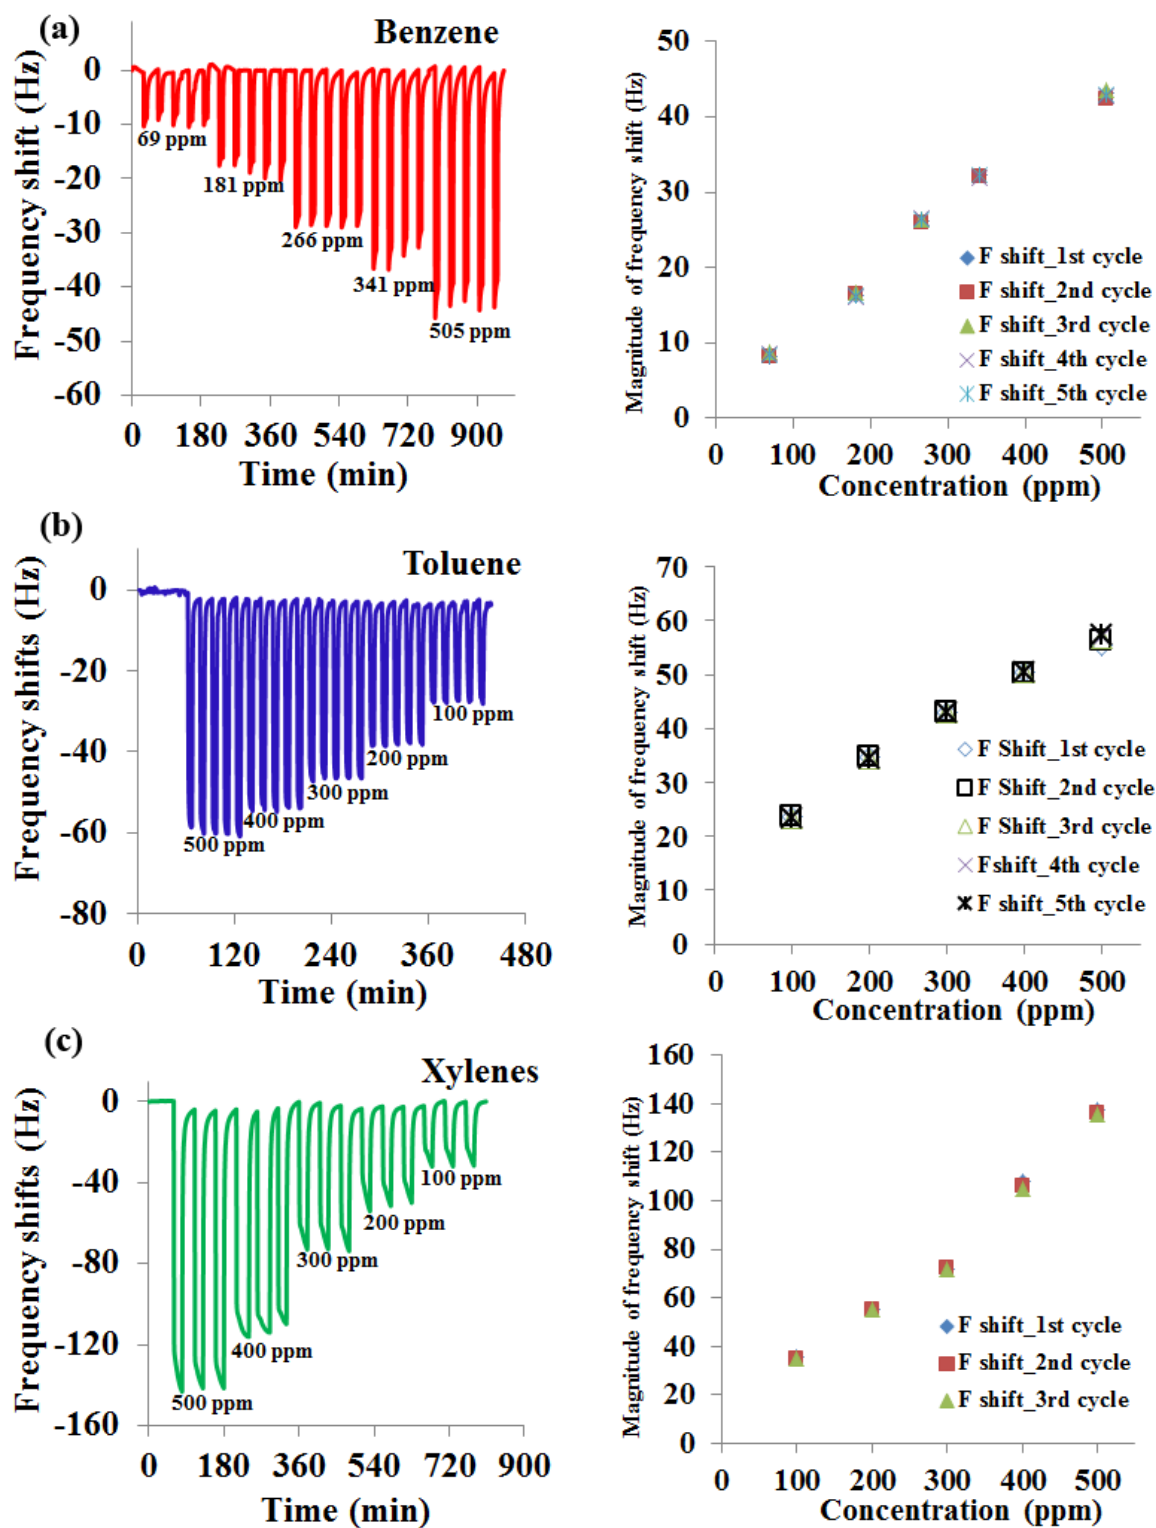 (a)
Benzene
Frequency shift (Hz)
0
-10
-20
-30
-40
-50
-60
69 ppm
181 ppm
266 ppm
341 ppm
505 ppm
0 180 360 540 720 900
Time (min)
Magnitude of frequency shift (Hz)
50
40
30
20
10
0
F shift_1st cycle
F shift_2nd cycle
F shift_3rd cycle
F shift_4th cycle
F shift_5th cycle
0 100 200 300 400 500
Concentration (ppm)
(b)
Toluene
Frequency shifts (Hz)
0
-20
-40
-60
-80
100 ppm
200 ppm
300 ppm
400 ppm
500 ppm
0 120 240 360 480
Time (min)
Magnitude of frequency shift (Hz)
70
60
50
40
30
20
10
0
F Shift_1st cycle
F Shift_2nd cycle
F Shift_3rd cycle
Fshift_4th cycle
F shift_5th cycle
0 100 200 300 400 500
Concentration (ppm)
(c)
Xylenes
Frequency shifts (Hz)
0
-40
-80
-120
-160
100 ppm
200 ppm
300 ppm
400 ppm
500 ppm
0 180 360 540 720 900
Time (min)
Magnitude of frequency shift (Hz)
160
140
120
100
80
60
40
20
0
F shift_1st cycle
F shift_2nd cycle
F shift_3rd cycle
0 100 200 300 400 500
Concentration (ppm)